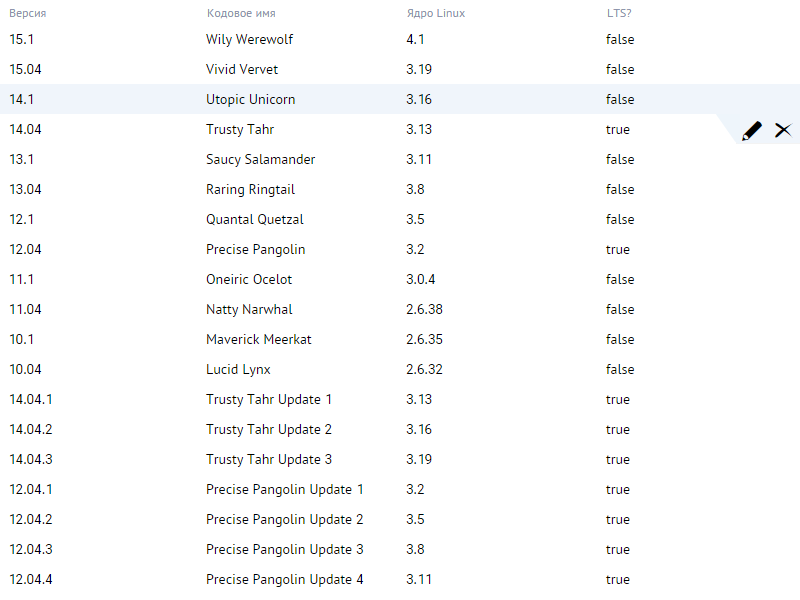 Версия Кодовое имя Ядро Linux LTS?
15.1 Wily Werewolf 4.1 false
15.04 Vivid Vervet 3.19 false
14.1 Utopic Unicorn 3.16 false
14.04 Trusty Tahr 3.13 true
13.1 Saucy Salamander 3.11 false
13.04 Raring Ringtail 3.8 false
12.1 Quantal Quetzal 3.5 false
12.04 Precise Pangolin 3.2 true
11.1 Oneiric Ocelot 3.0.4 false
11.04 Natty Narwhal 2.6.38 false
10.1 Maverick Meerkat 2.6.35 false
10.04 Lucid Lynx 2.6.32 false
14.04.1 Trusty Tahr Update 1 3.13 true
14.04.2 Trusty Tahr Update 2 3.16 true
14.04.3 Trusty Tahr Update 3 3.19 true
12.04.1 Precise Pangolin Update 1 3.2 true
12.04.2 Precise Pangolin Update 2 3.5 true
12.04.3 Precise Pangolin Update 3 3.8 true
12.04.4 Precise Pangolin Update 4 3.11 true